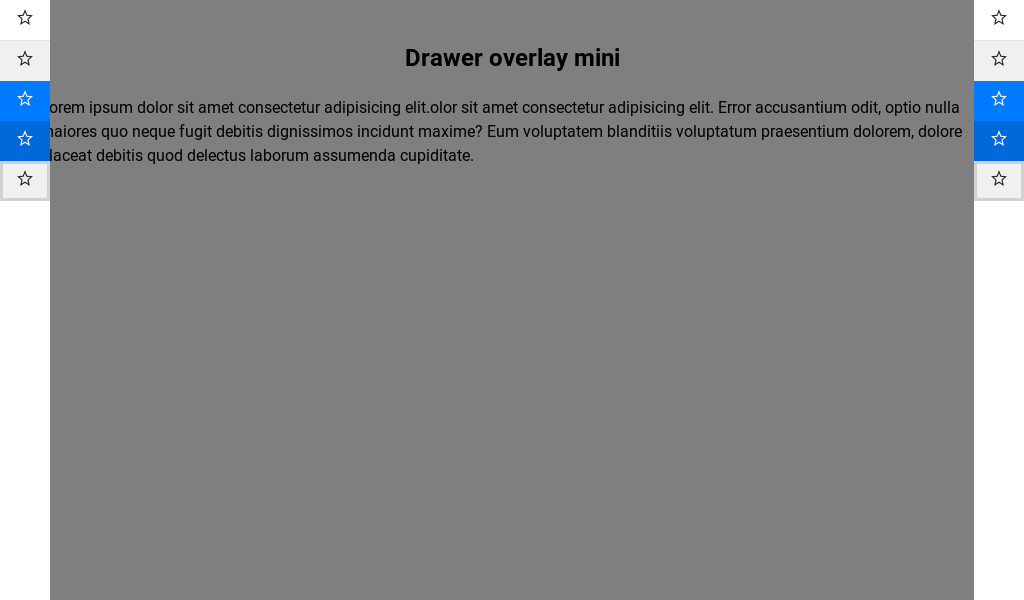 Drawer overlay mini
orem ipsum dolor sit amet consectetur adipisicing elit.olor sit amet consectetur adipisicing elit. Error accusantium odit, optio nulla
naiores quo neque fugit debitis dignissimos incidunt maxime? Eum voluptatem blanditiis voluptatum praesentium dolorem, dolore
laceat debitis quod delectus laborum assumenda cupiditate.